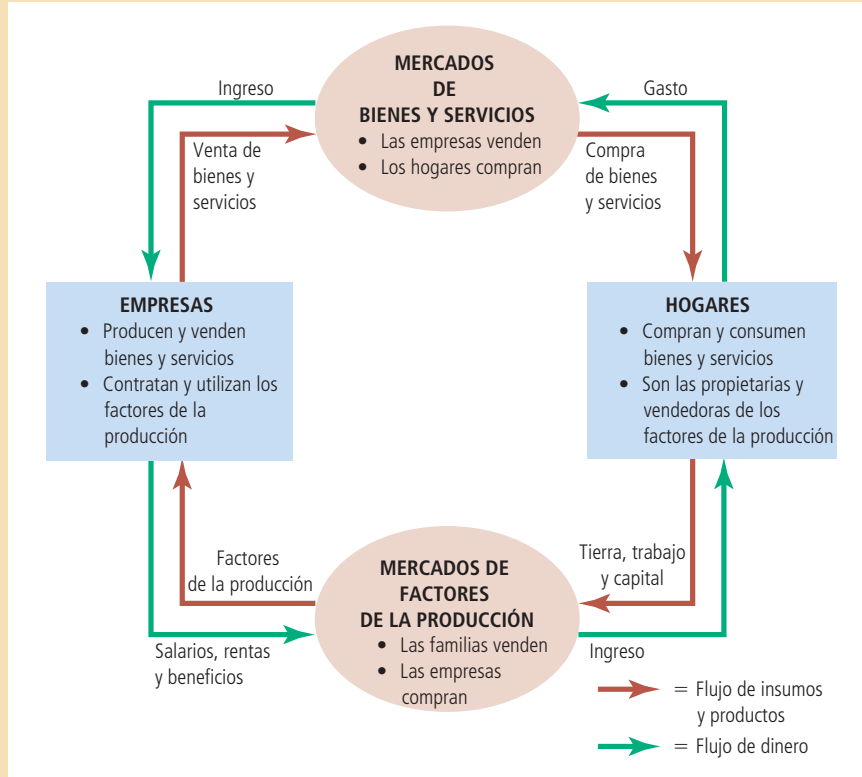 MERCADOS
DE
BIENES Y SERVICIOS
• Las empresas venden
• Los hogares compran
Ingreso
Gasto
Venta de
bienes y
servicios
Compra
de bienes
y servicios
EMPRESAS
• Producen y venden
bienes y servicios
• Contratan y utilizan los
factores de la
producción
HOGARES
• Compran y consumen
bienes y servicios
• Son las propietarias y
vendedoras de los
factores de la producción
Factores
de la producción
MERCADOS DE
FACTORES
DE LA PRODUCCIÓN
• Las familias venden
• Las empresas
compran
Tierra, trabajo
y capital
Salarios, rentas
y beneficios
Ingreso
= Flujo de insumos
y productos
= Flujo de dinero